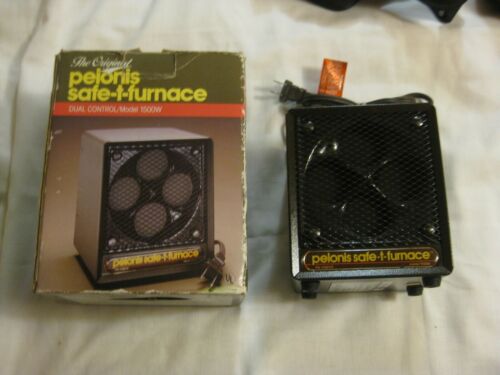 The Original
pelonis
safe-t-furnace
DUAL CONTROL/Model 1500W
pelonis safe-t-furnace
pelonis safe-t-furnace